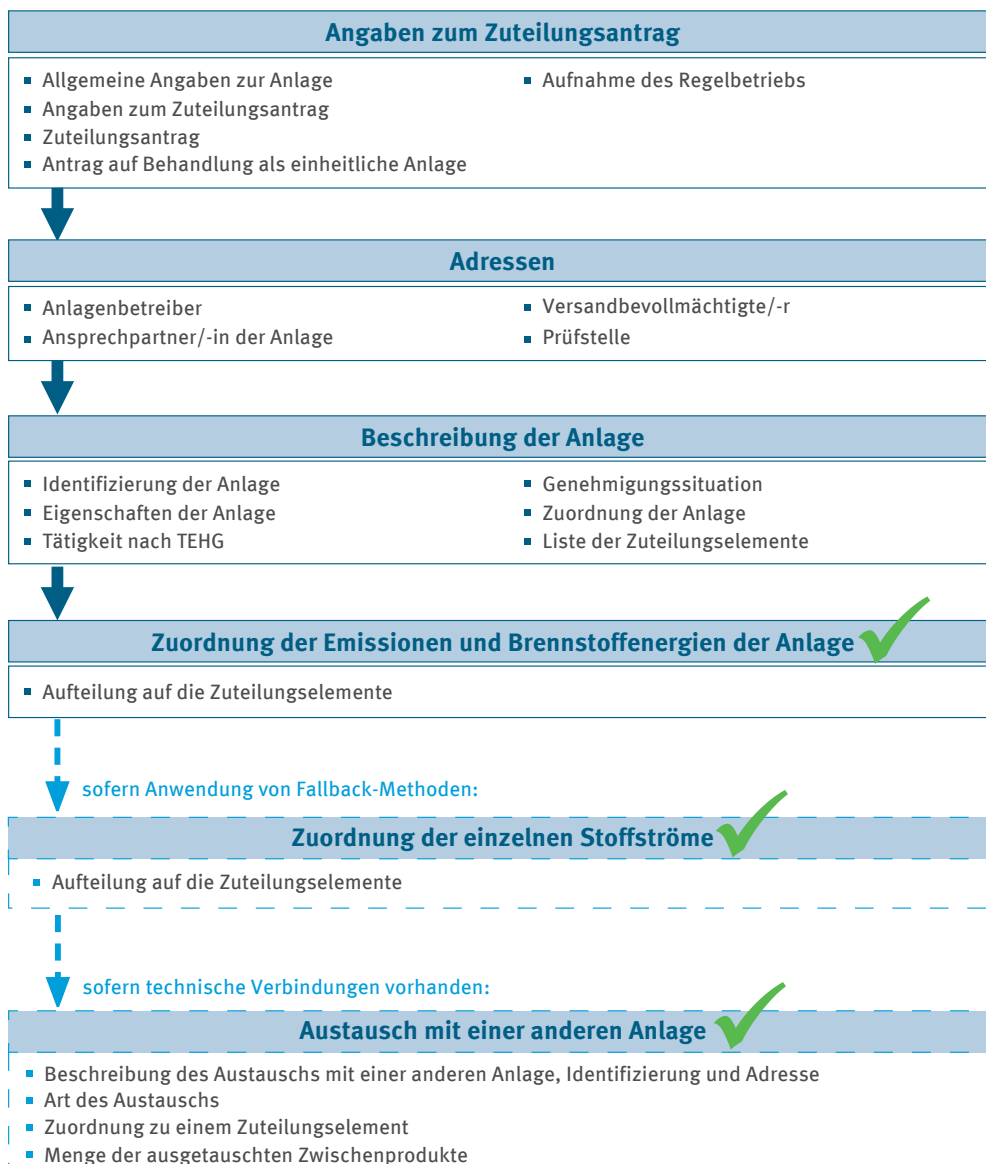 Angaben zum Zuteilungsantrag
Allgemeine Angaben zur Anlage
Angaben zum Zuteilungsantrag
Zuteilungsantrag
Antrag auf Behandlung als einheitliche Anlage
Aufnahme des Regelbetriebs
Adressen
Anlagenbetreiber
Ansprechpartner/-in der Anlage
Versandbevollmächtigte/-r
Prüfstelle
Beschreibung der Anlage
Identifizierung der Anlage
Eigenschaften der Anlage
Tätigkeit nach TEHG
Genehmigungssituation
Zuordnung der Anlage
Liste der Zuteilungselemente
Zuordnung der Emissionen und Brennstoffenergien der Anlage
Aufteilung auf die Zuteilungselemente
sofern Anwendung von Fallback-Methoden:
Zuordnung der einzelnen Stoffströme
Aufteilung auf die Zuteilungselemente
sofern technische Verbindungen vorhanden:
Austausch mit einer anderen Anlage
Beschreibung des Austauschs mit einer anderen Anlage, Identifizierung und Adresse
Art des Austauschs
Zuordnung zu einem Zuteilungselement
Menge der ausgetauschten Zwischenprodukte